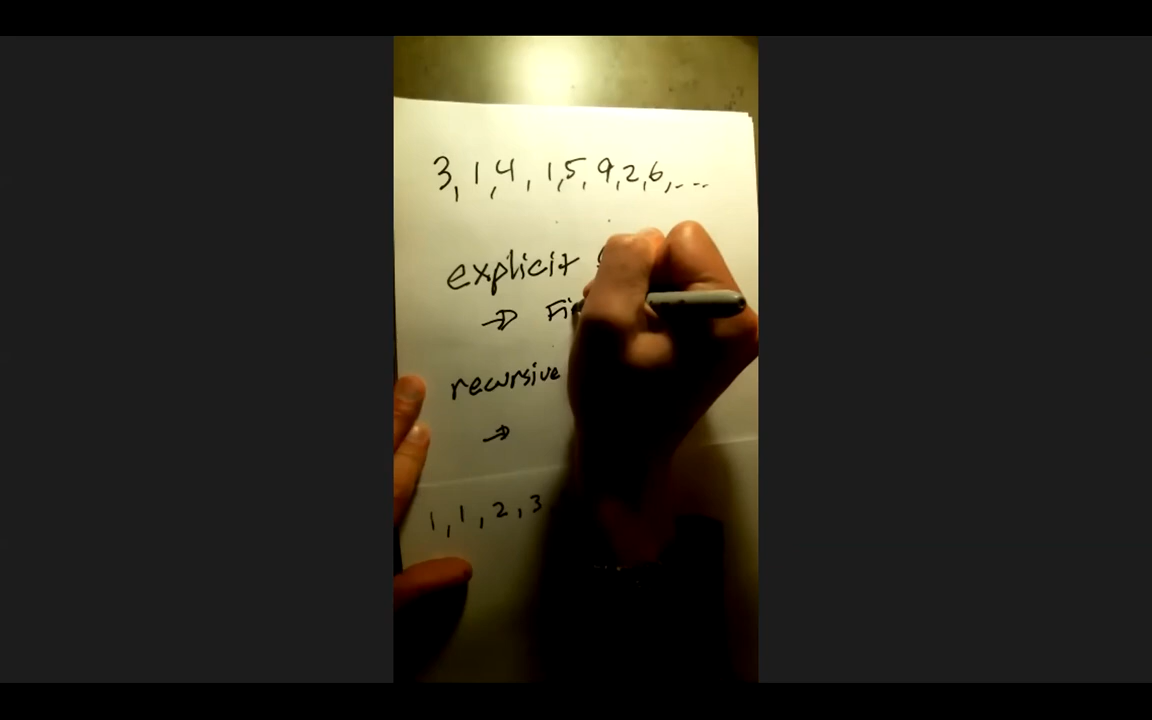 3, 1, 4, 1, 5, 9, 2, 6, ...
explicit
→ Fi
recursive
→
1, 1, 2, 3